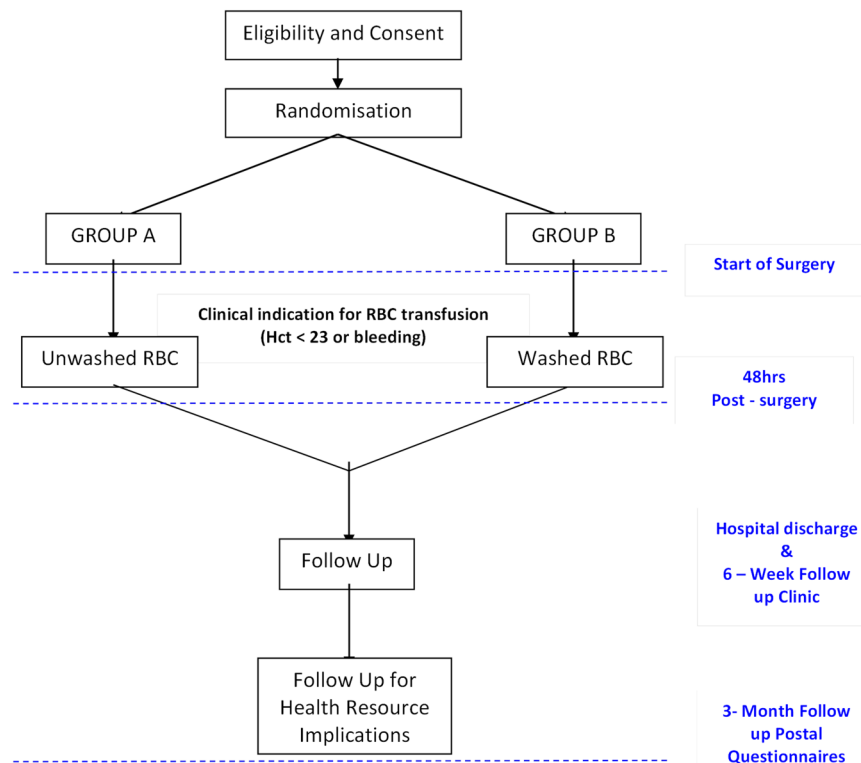 Eligibility and Consent
Randomisation
GROUP A
GROUP B
Start of Surgery
Clinical indication for RBC transfusion
(Hct < 23 or bleeding)
Unwashed RBC
Washed RBC
48hrs
Post - surgery
Hospital discharge
&
6 – Week Follow
up Clinic
Follow Up
Follow Up for
Health Resource
Implications
3- Month Follow
up Postal
Questionnaires